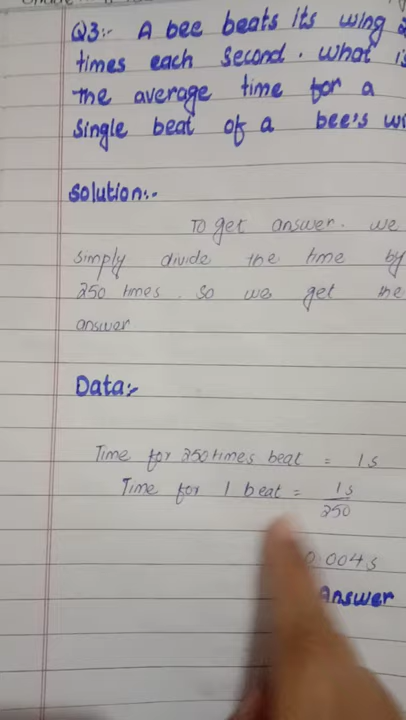 Q3:- A bee beats its wing
times each second. what is
the average time for a
single beat of a bee's
Solution:-
To get answer. we
simply divide the time by
250 times. so we get the
answer
Data:-
Time for 250 times beat = 1s
Time for 1 beat = 1s
250
0.004s
Answer